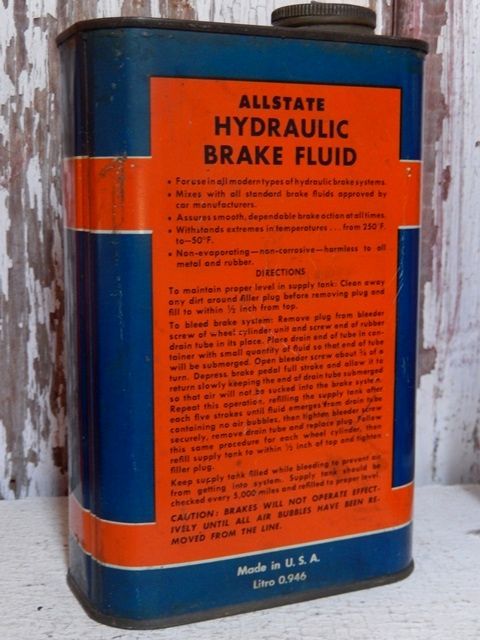 ALLSTATE
HYDRAULIC
BRAKE FLUID
• For use in all modern types of hydraulic brake systems.
• Mixes with all standard brake fluids approved by
car manufacturers.
• Assures smooth, dependable brake action at all times.
• Withstands extremes in temperatures . . . from 250°F.
to—50°F.
• Non-evaporating—non-corrosive—harmless to all
metal and rubber.
DIRECTIONS
To maintain proper level in supply tank: Clean away
any dirt around filler plug before removing plug and
fill to within ½ inch from top.
To bleed brake system: Remove plug from bleeder
screw of wheel cylinder unit and screw end of rubber
drain tube in its place. Place drain end of tube in con-
tainer with small quantity of fluid so that end of tube
will be submerged. Open bleeder screw about ¾ of a
turn. Depress brake pedal full stroke and allow it to
return slowly keeping the end of drain tube submerged
so that air will not be sucked into the brake system.
Repeat this operation, refilling the supply tank after
each five strokes until fluid emerges from drain tube
containing no air bubbles, then tighten bleeder screw
securely, remove drain tube and replace plug. Follow
this same procedure for each wheel cylinder, then
refill supply tank to within ½ inch of top and tighten
filler plug.
Keep supply tank filled while bleeding to prevent air
from getting into system. Supply tank should be
checked every 5,000 miles and refilled to proper level.
CAUTION: BRAKES WILL NOT OPERATE EFFECT-
IVELY UNTIL ALL AIR BUBBLES HAVE BEEN RE-
MOVED FROM THE LINE.
Made in U. S. A.
Litro 0.946